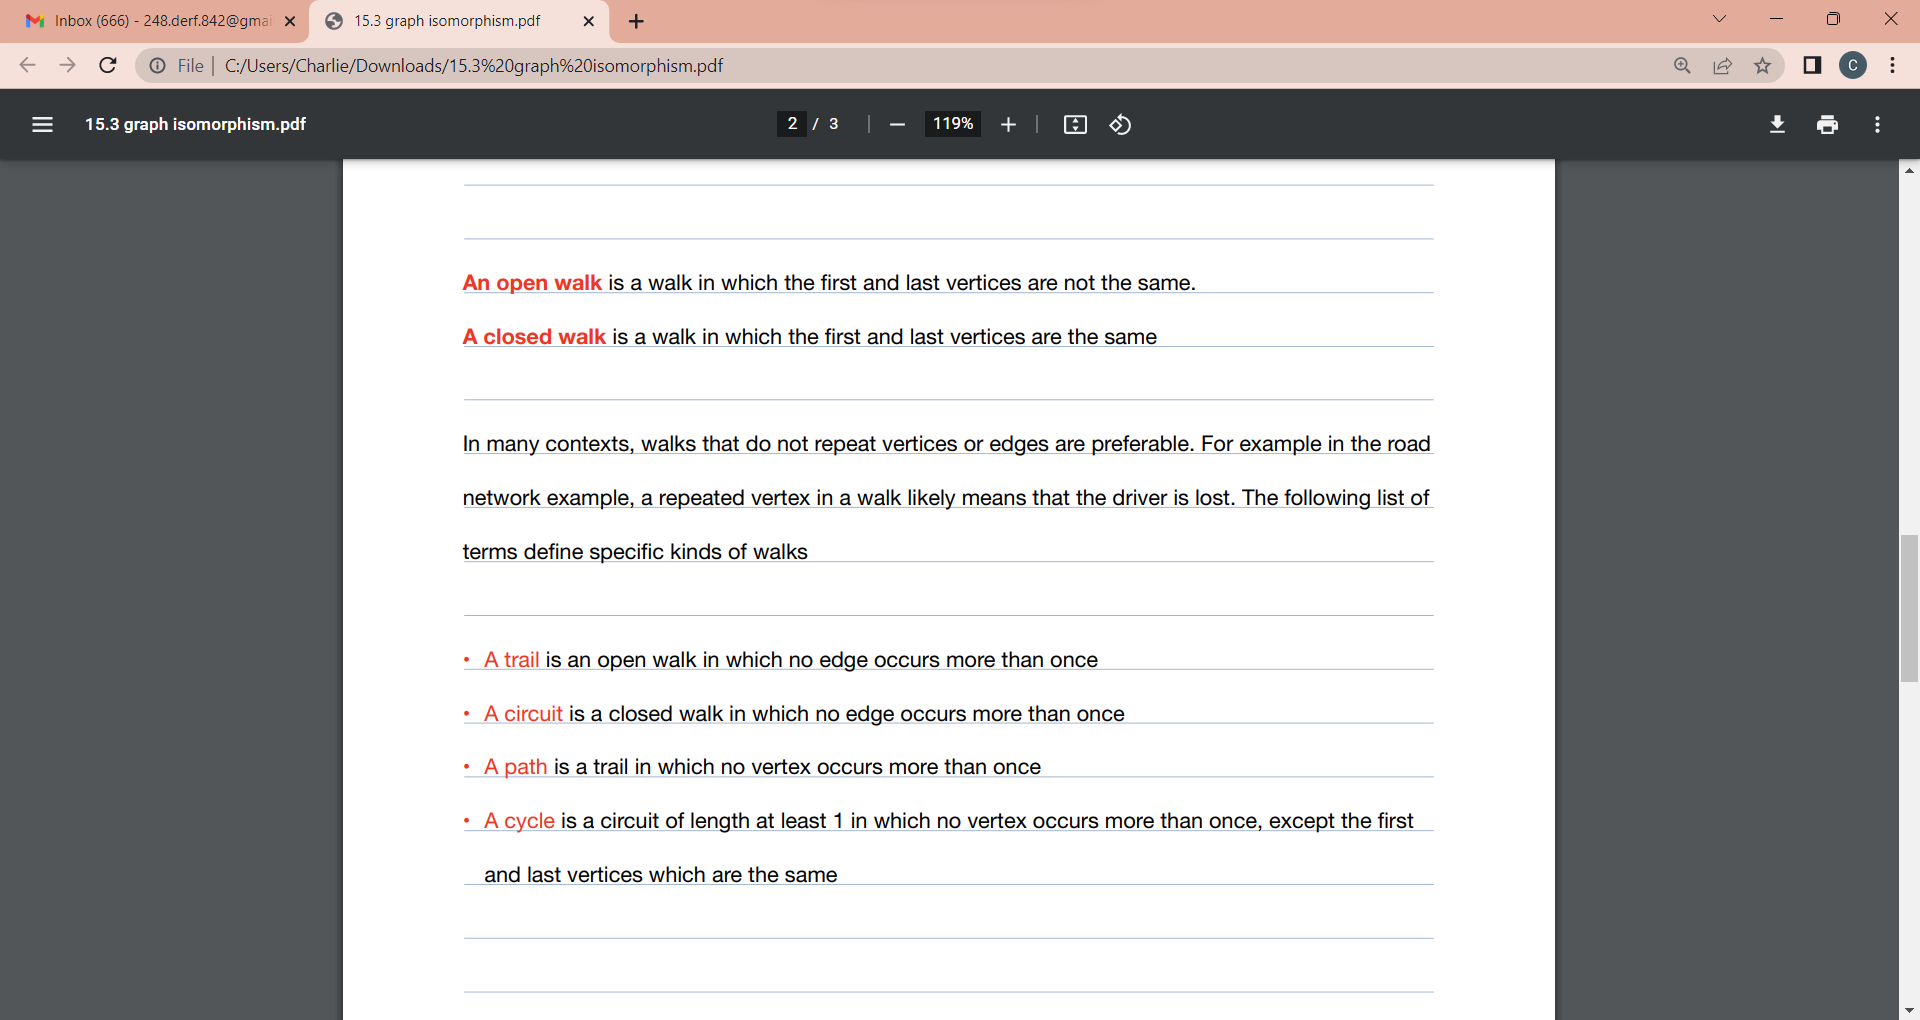 Inbox (666) - 248.derf.842@gmai
15.3 graph isomorphism.pdf
File | C:/Users/Charlie/Downloads/15.3%20graph%20isomorphism.pdf
C
15.3 graph isomorphism.pdf
2 / 3
119%
An open walk is a walk in which the first and last vertices are not the same.
A closed walk is a walk in which the first and last vertices are the same
In many contexts, walks that do not repeat vertices or edges are preferable. For example in the road
network example, a repeated vertex in a walk likely means that the driver is lost. The following list of
terms define specific kinds of walks
• A trail is an open walk in which no edge occurs more than once
• A circuit is a closed walk in which no edge occurs more than once
• A path is a trail in which no vertex occurs more than once
• A cycle is a circuit of length at least 1 in which no vertex occurs more than once, except the first
and last vertices which are the same